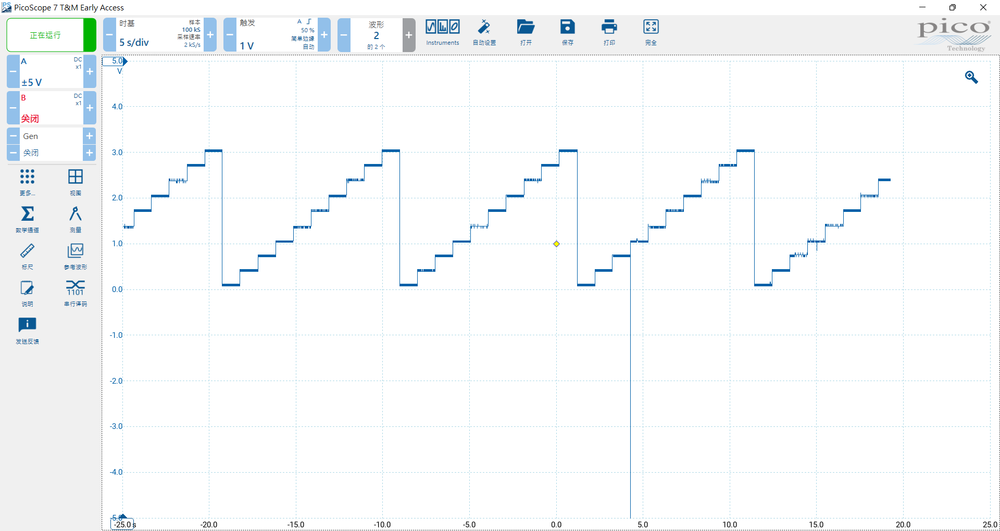 PicoScope 7 T&M Early Access
正在运行
时基
5 s/div
样本
100 kS
采样速率
2 kS/s
触发
1 V
A
50 %
简单边缘
自动
波形
2
的 2 个
Instruments
自动设置
打开
保存
打印
完全
pico
Technology
A
DC
x1
±5 V
B
DC
x1
关闭
Gen
关闭
更多...
视图
数学通道
测量
标尺
参考波形
说明
1101
串行译码
发送反馈
5.0
V
4.0
3.0
2.0
1.0
0.0
-1.0
-2.0
-3.0
-4.0
-5.0
-25.0 s
-20.0
-15.0
-10.0
-5.0
0.0
5.0
10.0
15.0
20.0
25.0